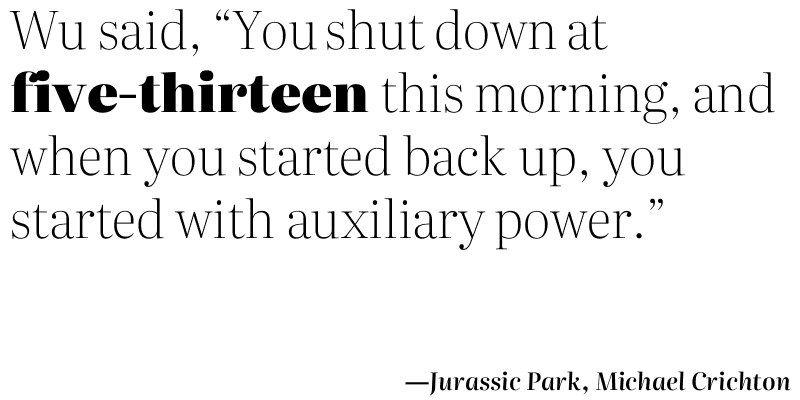 Wu said, “You shut down at
five-thirteen this morning, and
when you started back up, you
started with auxiliary power.”
—Jurassic Park, Michael Crichton